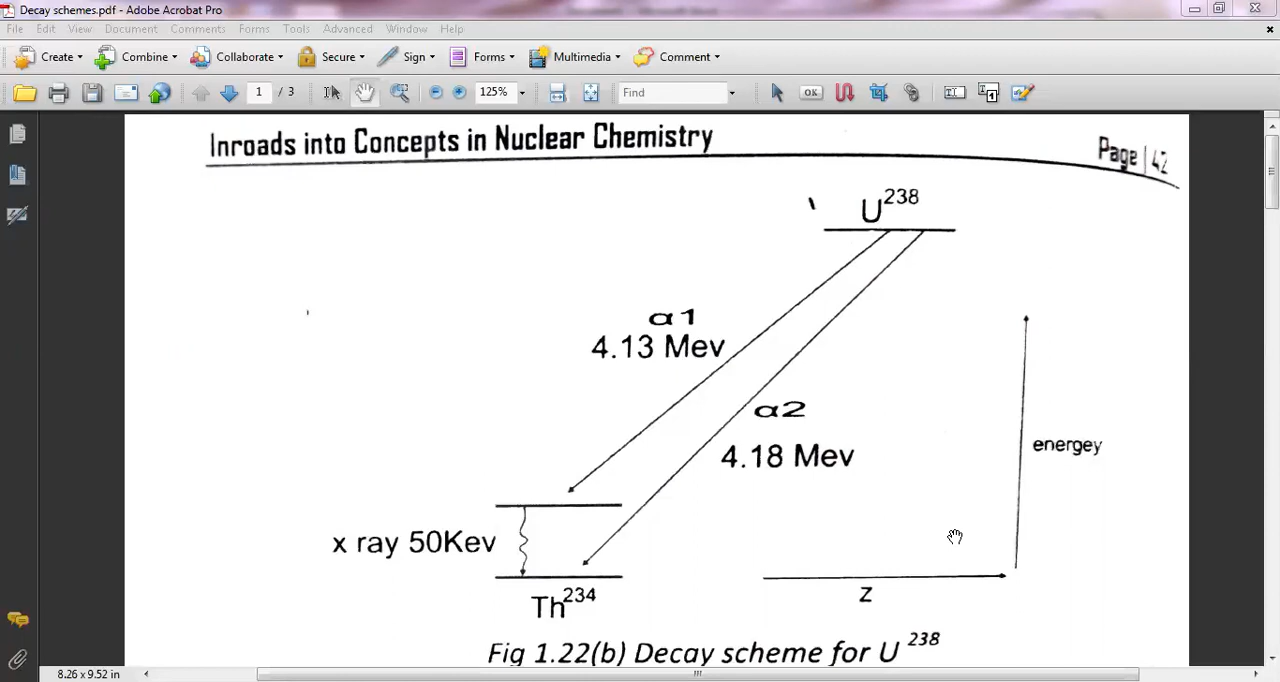 Decay schemes.pdf - Adobe Acrobat Pro
File Edit View Document Comments Forms Tools Advanced Window Help
Create Combine Collaborate Secure Sign Forms Multimedia Comment
1 / 3 125% Find OK
Inroads into Concepts in Nuclear Chemistry
Page | 42
U²³⁸
α1
4.13 Mev
α2
4.18 Mev
energey
x ray 50Kev
Th²³⁴
z
Fig 1.22(b) Decay scheme for U ²³⁸
8.26 x 9.52 in